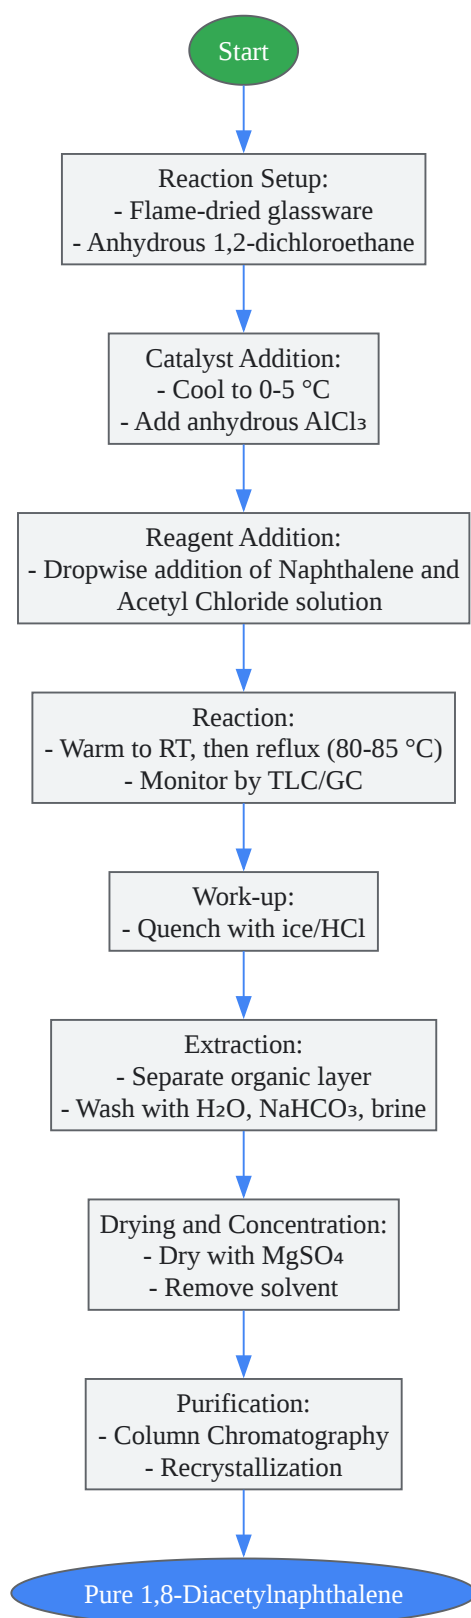 Start
Reaction Setup:
- Flame-dried glassware
- Anhydrous 1,2-dichloroethane
Catalyst Addition:
- Cool to 0-5 °C
- Add anhydrous AlCl₃
Reagent Addition:
- Dropwise addition of Naphthalene and
Acetyl Chloride solution
Reaction:
- Warm to RT, then reflux (80-85 °C)
- Monitor by TLC/GC
Work-up:
- Quench with ice/HCl
Extraction:
- Separate organic layer
- Wash with H₂O, NaHCO₃, brine
Drying and Concentration:
- Dry with MgSO₄
- Remove solvent
Purification:
- Column Chromatography
- Recrystallization
Pure 1,8-Diacetylnaphthalene